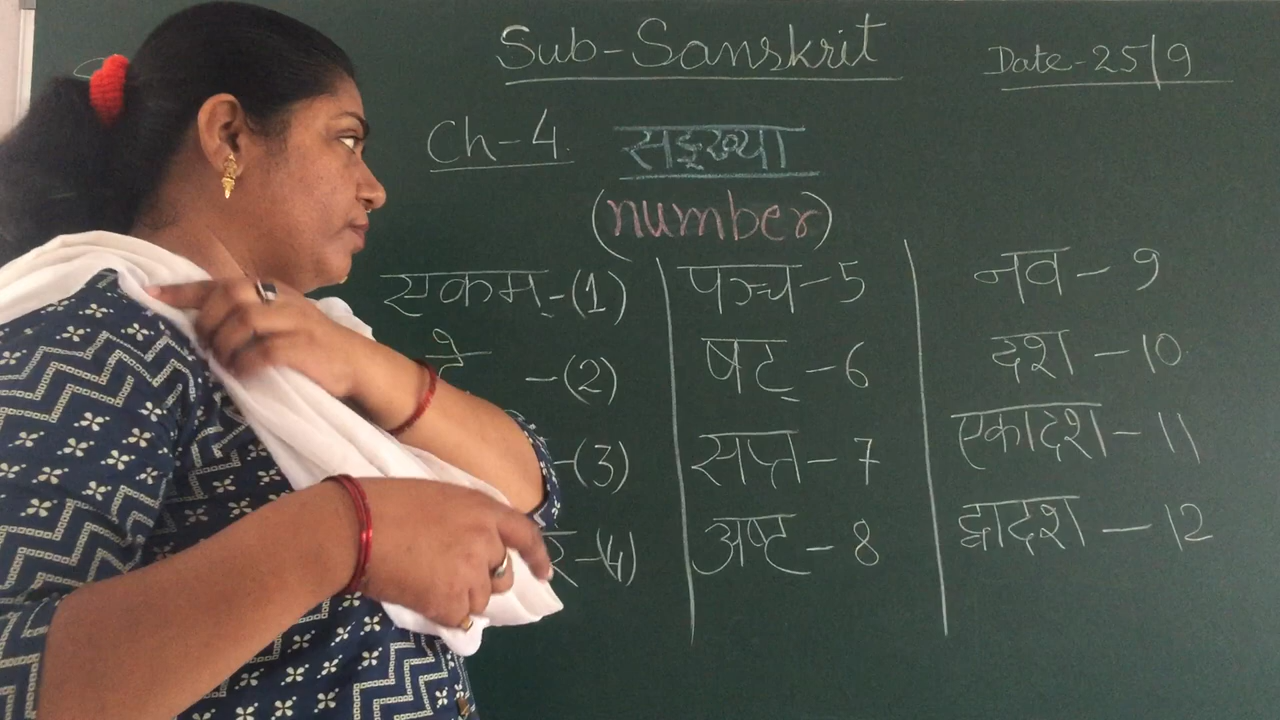 Sub-Sanskrit
Date-25/9
Ch-4.
सङ्ख्या
(number)
एकम्-(1)
द्वे -(2)
-(3)
-(4)
पञ्च-5
षट्-6
सप्त-7
अष्ट-8
नव-9
दश-10
एकादश-11
द्वादश-12